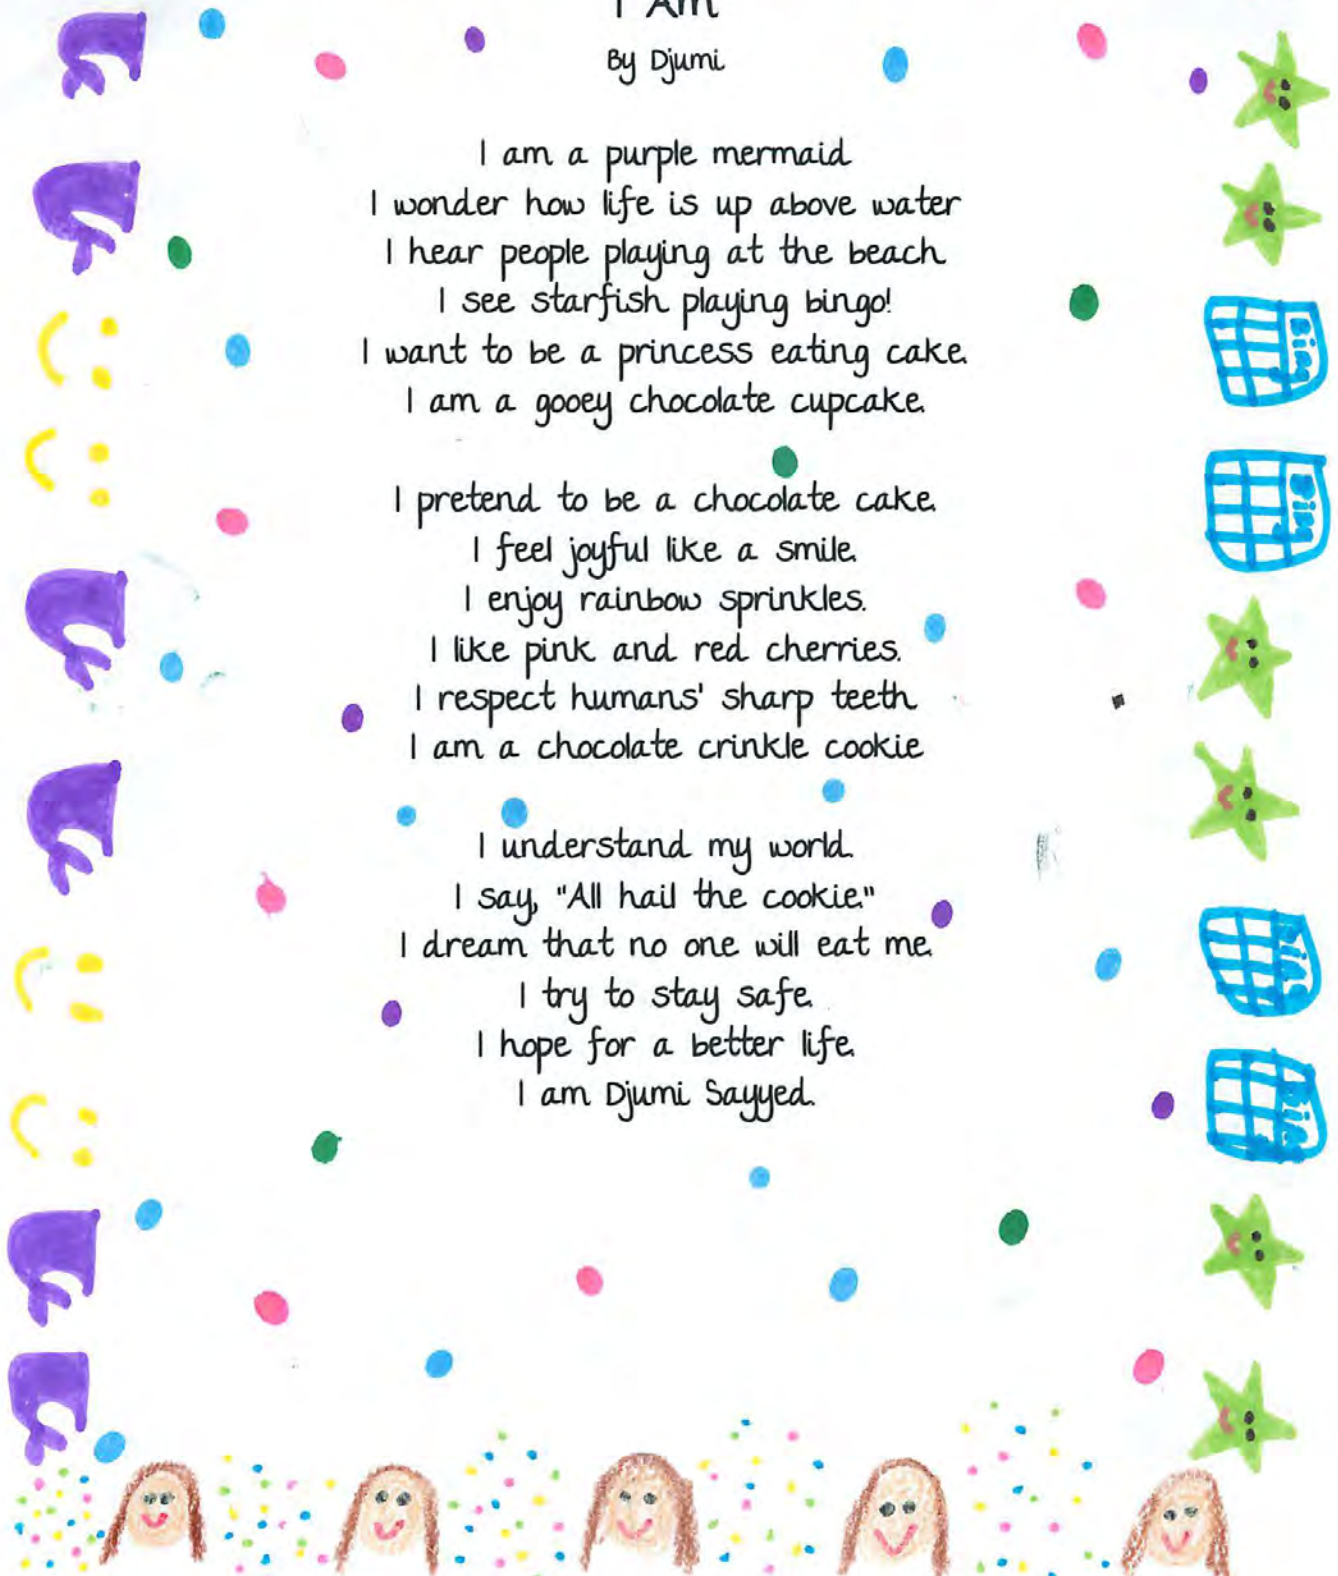 I Am
By Djumi
I am a purple mermaid
I wonder how life is up above water
I hear people playing at the beach
I see starfish playing bingo!
I want to be a princess eating cake.
I am a gooey chocolate cupcake.
I pretend to be a chocolate cake.
I feel joyful like a smile.
I enjoy rainbow sprinkles.
I like pink and red cherries.
I respect humans' sharp teeth
I am a chocolate crinkle cookie
I understand my world.
I say, "All hail the cookie."
I dream that no one will eat me.
I try to stay safe.
I hope for a better life.
I am Djumi Sayyed.